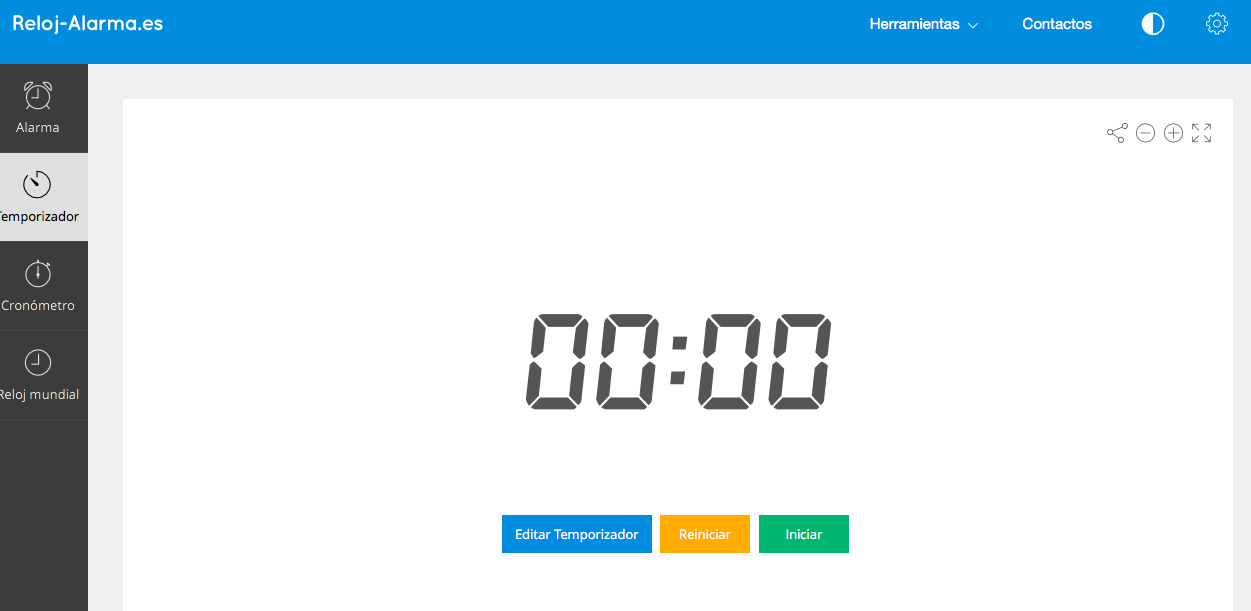 Reloj-Alarma.es
Herramientas
Contactos
Alarma
Temporizador
Cronómetro
Reloj mundial
00:00
Editar Temporizador
Reiniciar
Iniciar